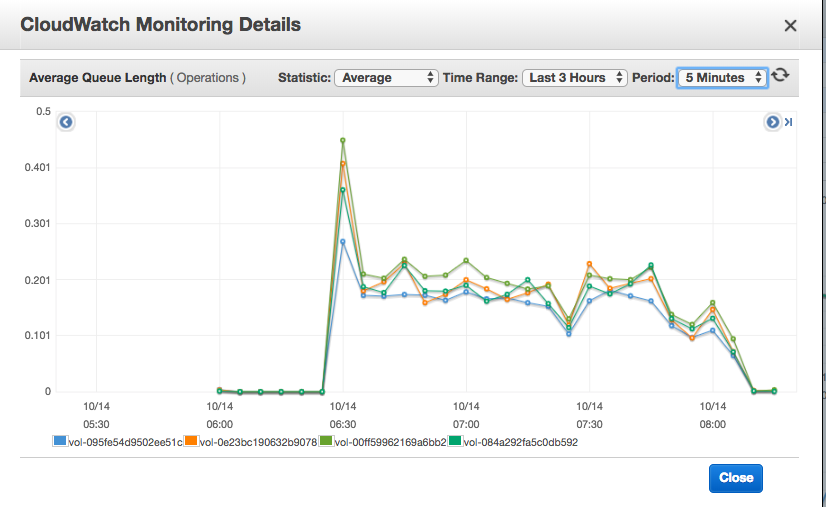 CloudWatch Monitoring Details
Average Queue Length ( Operations ) Statistic: Average Time Range: Last 3 Hours Period: 5 Minutes
0.5
0.401
0.301
0.201
0.101
0
10/14 10/14 10/14 10/14 10/14 10/14
05:30 06:00 06:30 07:00 07:30 08:00
vol-095fe54d9502ee51c vol-0e23bc190632b9078 vol-00ff59962169a6bb2 vol-084a292fa5c0db592
Close